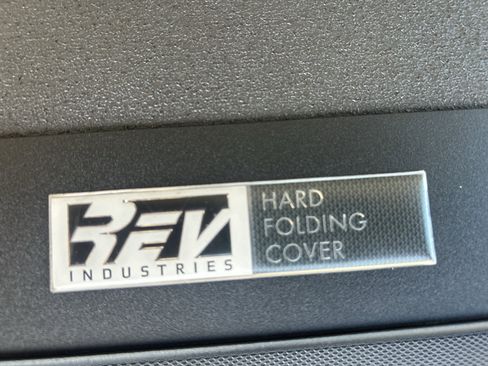 REV
INDUSTRIES
HARD
FOLDING
COVER